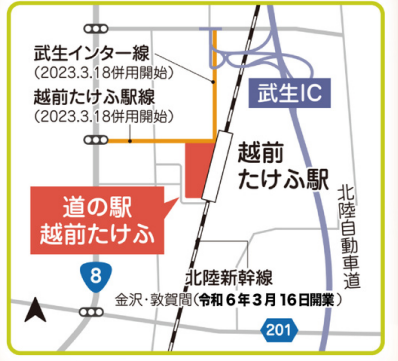 武生インター線
(2023.3.18併用開始)
越前たけふ駅線
(2023.3.18併用開始)
武生IC
越前
たけふ駅
道の駅
越前たけふ
北陸自動車道
8
北陸新幹線
金沢・敦賀間(令和6年3月16日開業)
201